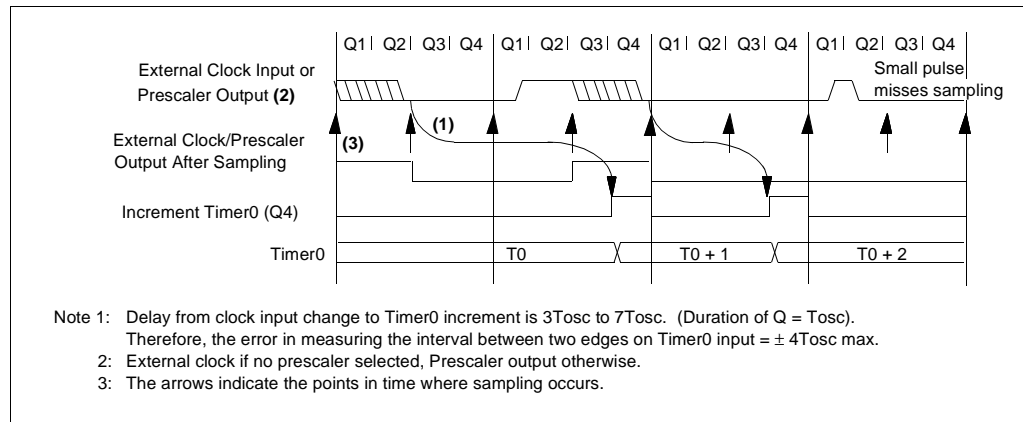 Q1 Q2 Q3 Q4 Q1 Q2 Q3 Q4 Q1 Q2 Q3 Q4 Q1 Q2 Q3 Q4
External Clock Input or
Prescaler Output (2)
Small pulse
misses sampling
(1)
(3)
External Clock/Prescaler
Output After Sampling
Increment Timer0 (Q4)
Timer0 T0 T0 + 1 T0 + 2
Note 1: Delay from clock input change to Timer0 increment is 3Tosc to 7Tosc. (Duration of Q = Tosc).
Therefore, the error in measuring the interval between two edges on Timer0 input = ± 4Tosc max.
2: External clock if no prescaler selected, Prescaler output otherwise.
3: The arrows indicate the points in time where sampling occurs.